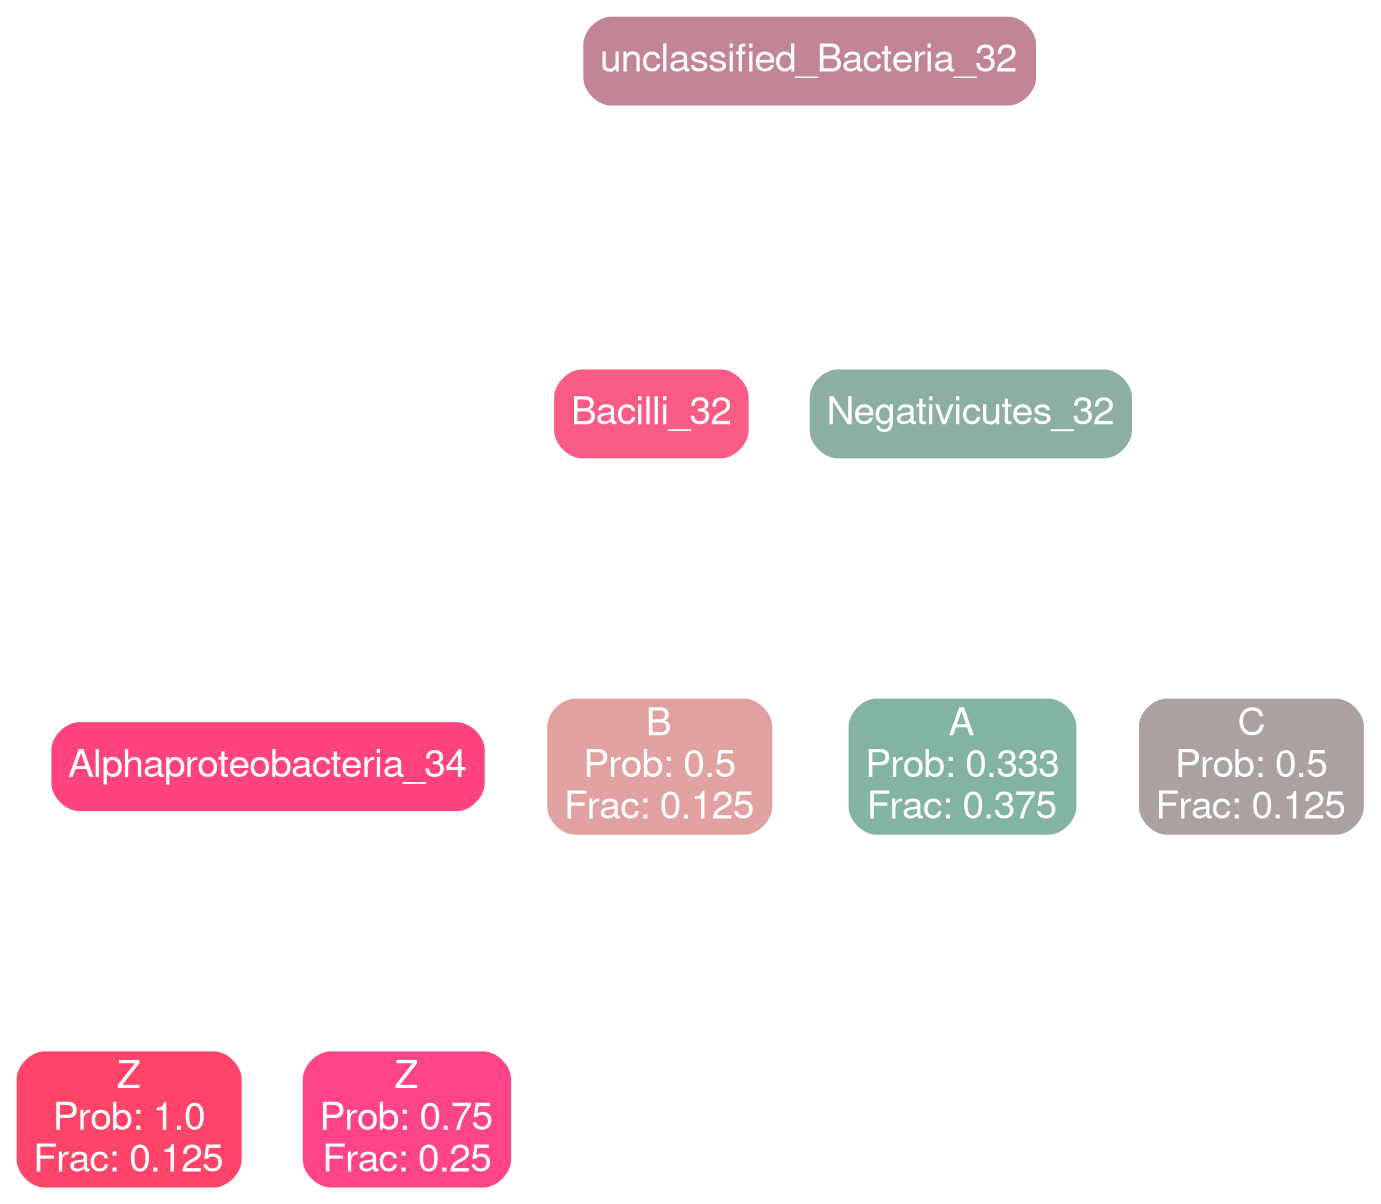 unclassified_Bacteria_32
Bacilli_32
Negativicutes_32
Alphaproteobacteria_34
B
Prob: 0.5
Frac: 0.125
A
Prob: 0.333
Frac: 0.375
C
Prob: 0.5
Frac: 0.125
Z
Prob: 1.0
Frac: 0.125
Z
Prob: 0.75
Frac: 0.25